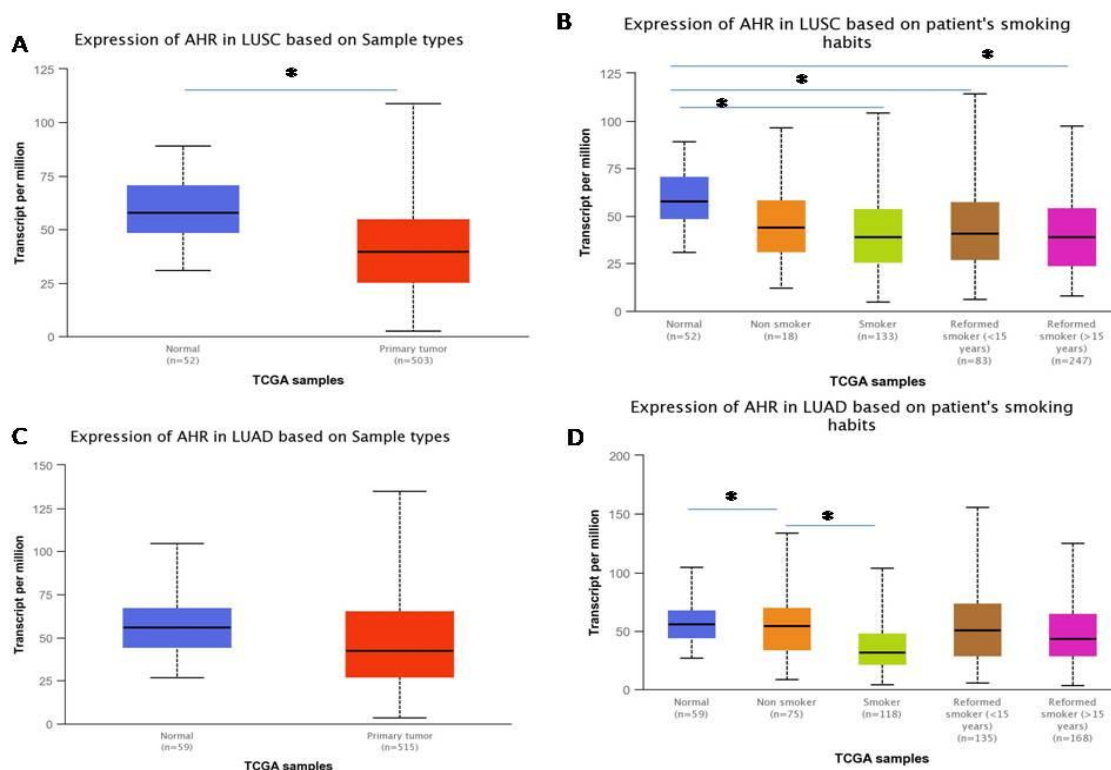 A
Expression of AHR in LUSC based on Sample types
*
Transcript per million
125
100
75
50
25
0
Normal
(n=52)
Primary tumor
(n=503)
TCGA samples
B
Expression of AHR in LUSC based on patient's smoking
habits
*
*
*
Transcript per million
125
100
75
50
25
0
Normal
(n=52)
Non smoker
(n=18)
Smoker
(n=133)
Reformed
smoker (<15
years)
(n=83)
Reformed
smoker (>15
years)
(n=247)
TCGA samples
C
Expression of AHR in LUAD based on Sample types
Transcript per million
150
125
100
75
50
25
0
Normal
(n=59)
Primary tumor
(n=515)
TCGA samples
D
Expression of AHR in LUAD based on patient's smoking
habits
*
*
Transcript per million
200
150
100
50
0
Normal
(n=59)
Non smoker
(n=75)
Smoker
(n=118)
Reformed
smoker (<15
years)
(n=135)
Reformed
smoker (>15
years)
(n=168)
TCGA samples